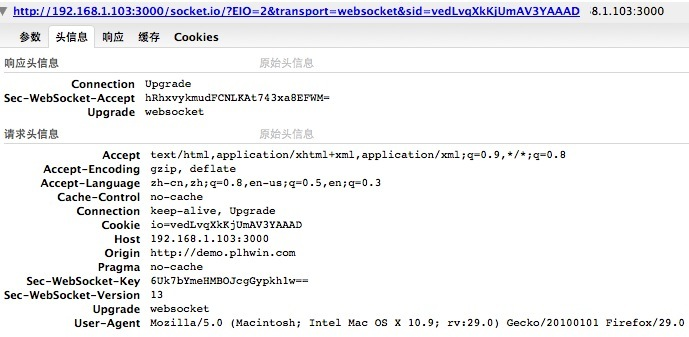 http://192.168.1.103:3000/socket.io/?EIO=2&transport=websocket&sid=vedLvqXkKjUmAV3YAAAD 8.1.103:3000
参数 头信息 响应 缓存 Cookies
响应头信息 原始头信息
Connection Upgrade
Sec-WebSocket-Accept hRhxvykmudFCNLKAt743xa8EFWM=
Upgrade websocket
请求头信息 原始头信息
Accept text/html,application/xhtml+xml,application/xml;q=0.9,*/*;q=0.8
Accept-Encoding gzip, deflate
Accept-Language zh-cn,zh;q=0.8,en-us;q=0.5,en;q=0.3
Cache-Control no-cache
Connection keep-alive, Upgrade
Cookie io=vedLvqXkKjUmAV3YAAAD
Host 192.168.1.103:3000
Origin http://demo.plhwin.com
Pragma no-cache
Sec-WebSocket-Key 6Uk7bYmeHMBOJcgGypkhlw==
Sec-WebSocket-Version 13
Upgrade websocket
User-Agent Mozilla/5.0 (Macintosh; Intel Mac OS X 10.9; rv:29.0) Gecko/20100101 Firefox/29.0